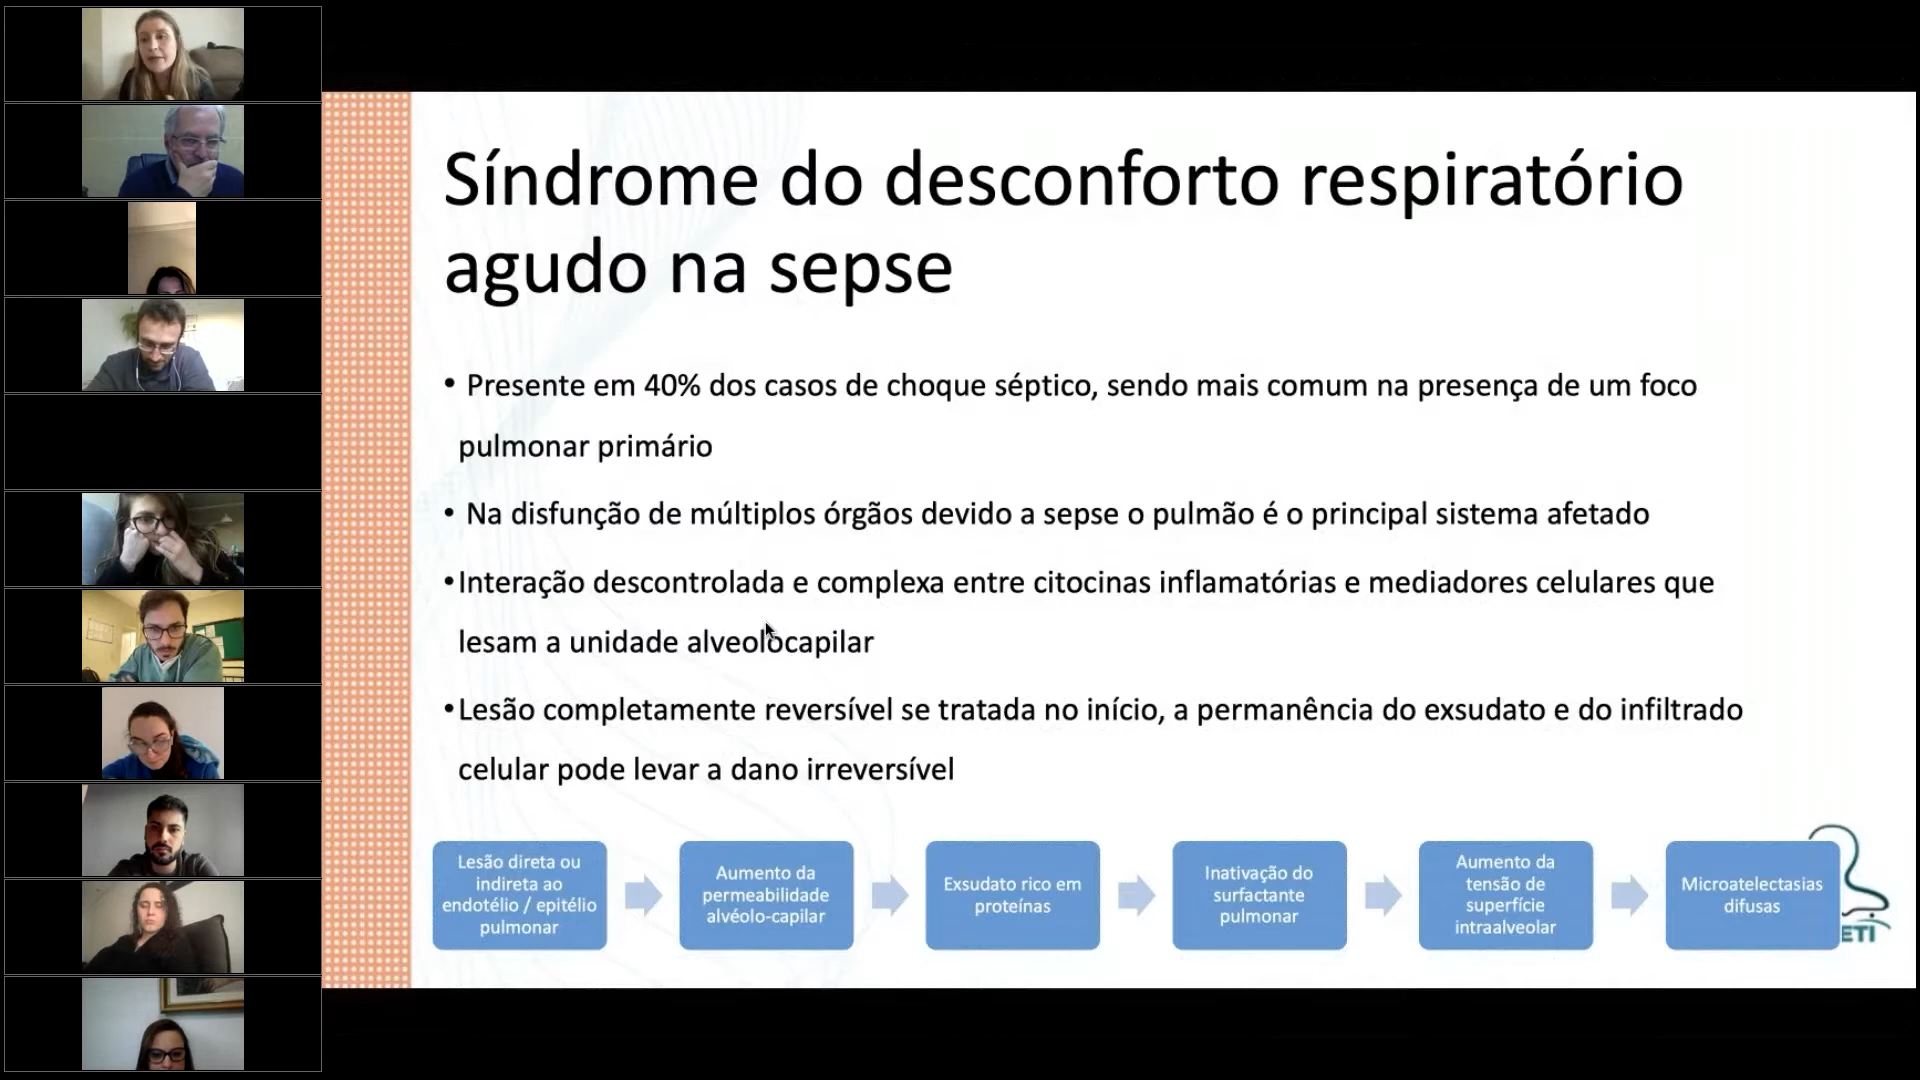 Síndrome do desconforto respiratório
agudo na sepse
• Presente em 40% dos casos de choque séptico, sendo mais comum na presença de um foco
pulmonar primário
• Na disfunção de múltiplos órgãos devido a sepse o pulmão é o principal sistema afetado
•Interação descontrolada e complexa entre citocinas inflamatórias e mediadores celulares que
lesam a unidade alveolocapilar
•Lesão completamente reversível se tratada no início, a permanência do exsudato e do infiltrado
celular pode levar a dano irreversível
Lesão direta ou
indireta ao
endotélio / epitélio
pulmonar
Aumento da
permeabilidade
alvéolo-capilar
Exsudato rico em
proteínas
Inativação do
surfactante
pulmonar
Aumento da
tensão de
superfície
intraalveolar
Microatelectasias
difusas
ETI